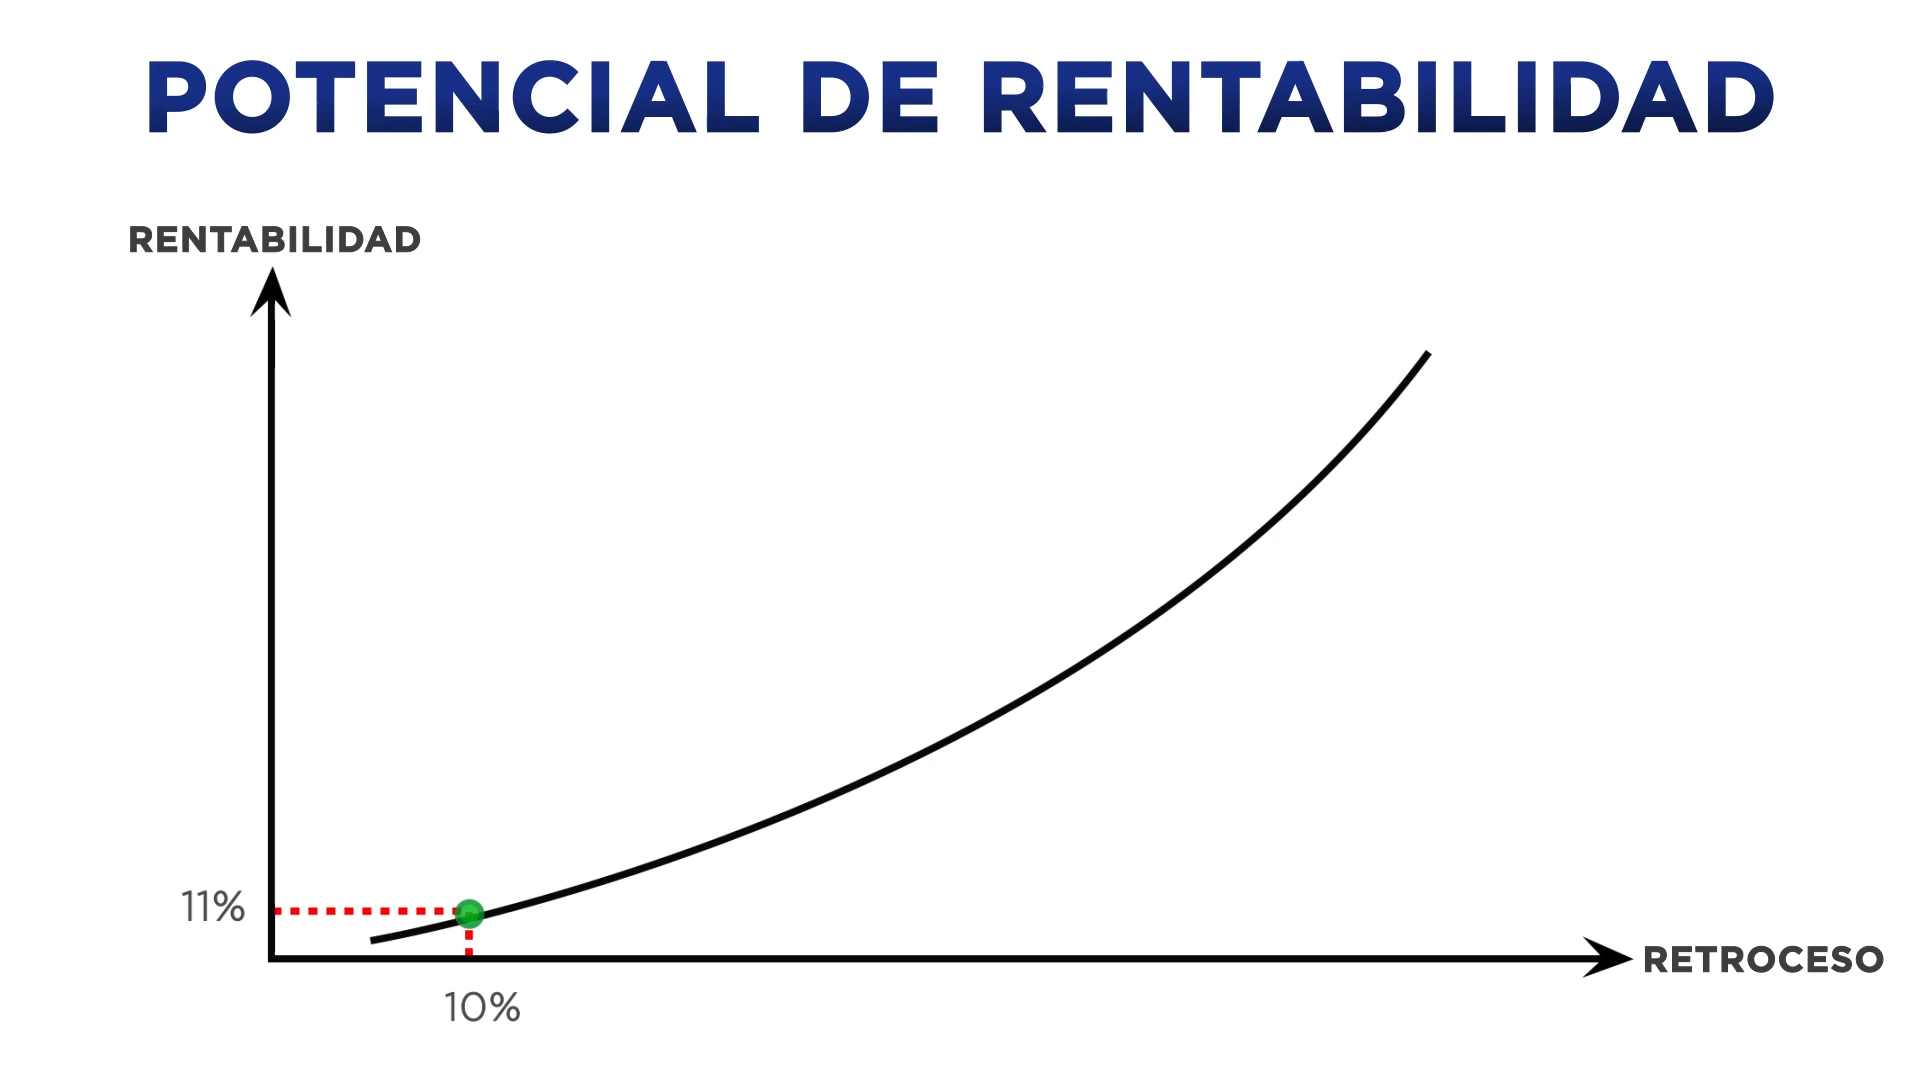 POTENCIAL DE RENTABILIDAD
RENTABILIDAD
11%
RETROCESO
10%